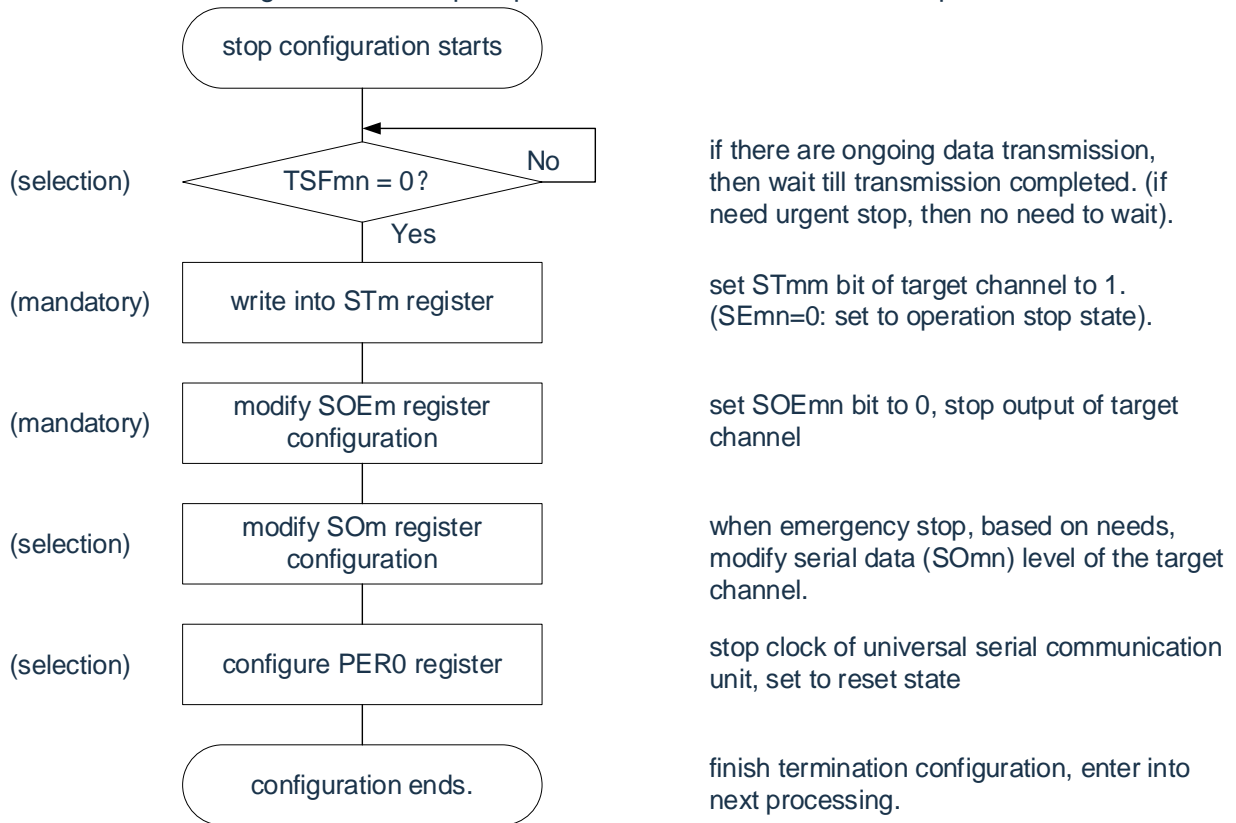 stop configuration starts
No
(selection)
TSFmn = 0?
if there are ongoing data transmission,
then wait till transmission completed. (if
need urgent stop, then no need to wait).
Yes
(mandatory)
write into STm register
set STmm bit of target channel to 1.
(SEmn=0: set to operation stop state).
(mandatory)
modify SOEm register
configuration
set SOEmn bit to 0, stop output of target
channel
(selection)
modify SOm register
configuration
when emergency stop, based on needs,
modify serial data (SOmn) level of the target
channel.
(selection)
configure PER0 register
stop clock of universal serial communication
unit, set to reset state
configuration ends.
finish termination configuration, enter into
next processing.